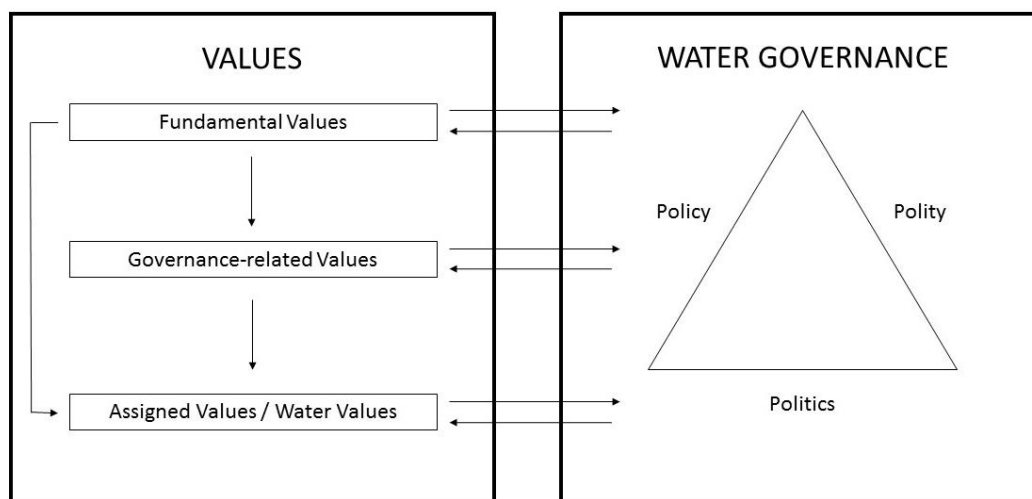 VALUES
Fundamental Values
Governance-related Values
Assigned Values / Water Values
WATER GOVERNANCE
Policy
Polity
Politics